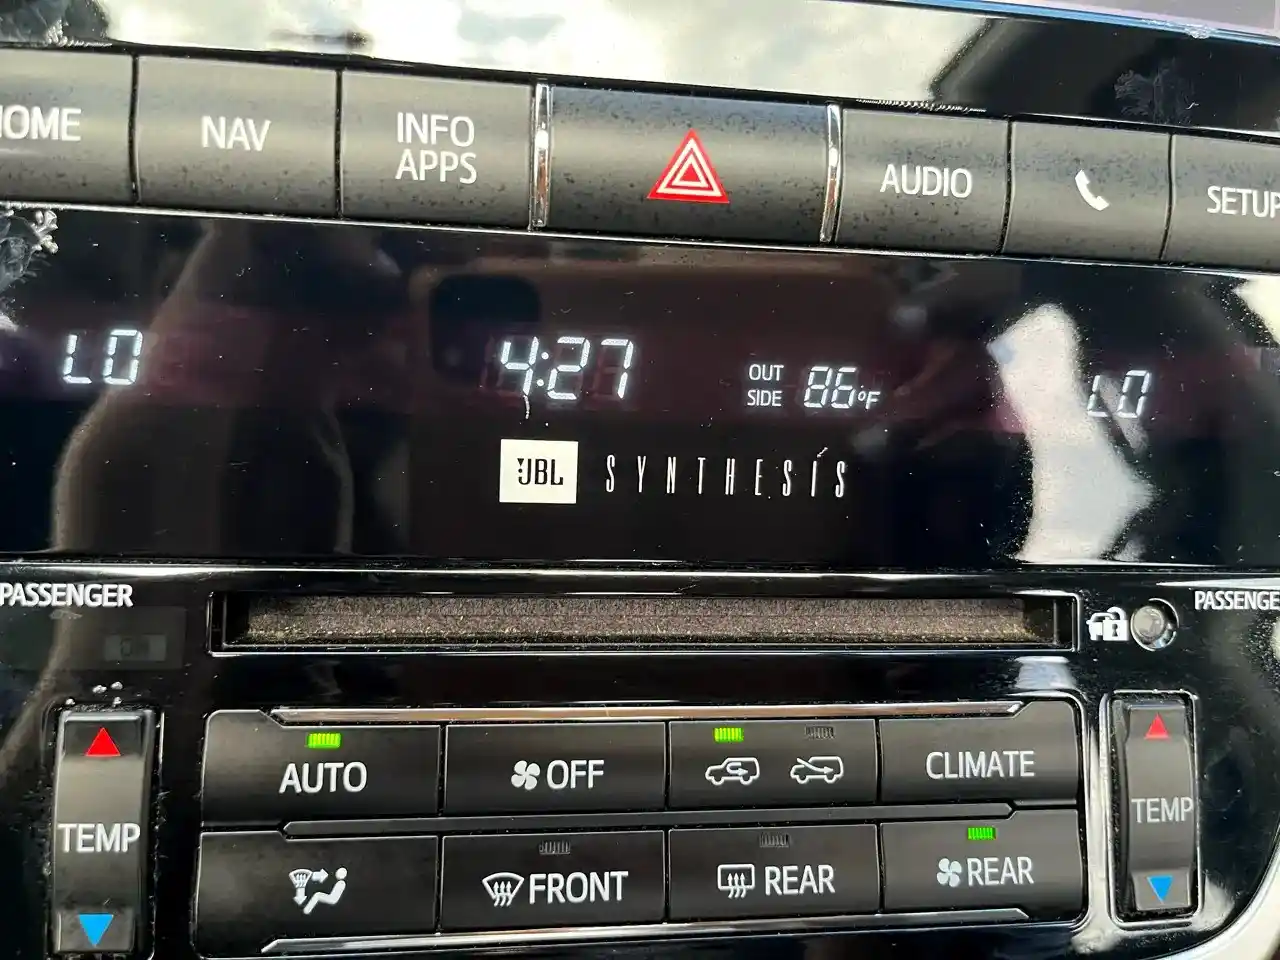 HOME
NAV
INFO
APPS
AUDIO
SETUP
LO
4:27
OUT
SIDE
86°F
LO
JBL SYNTHESIS
PASSENGER
PASSENGE
AUTO
OFF
CLIMATE
TEMP
TEMP
FRONT
REAR
REAR